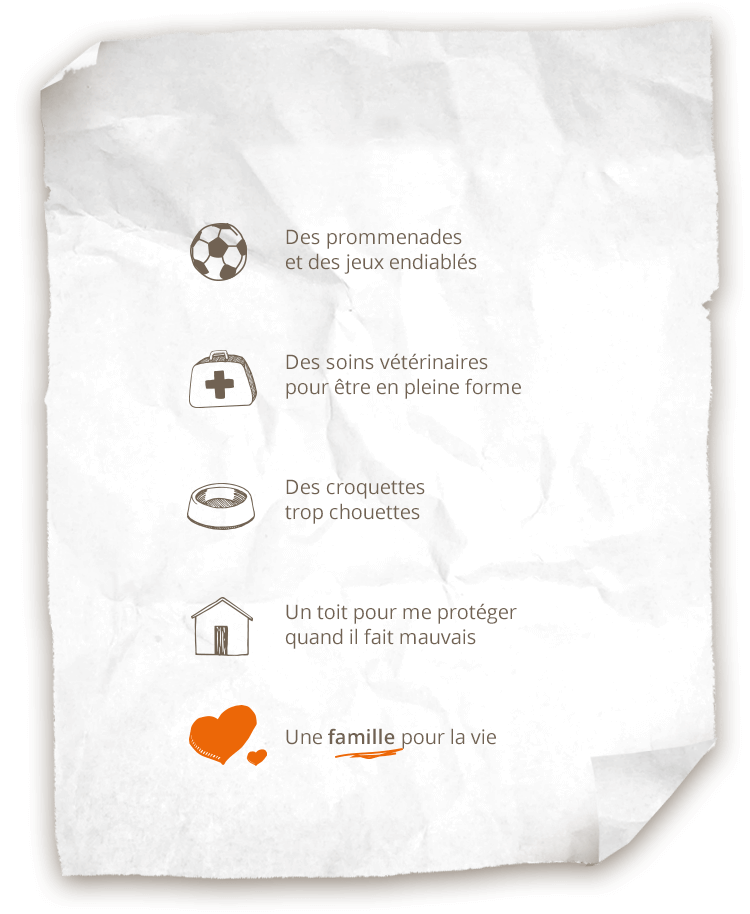 Des prommenades
et des jeux endiablés
Des soins vétérinaires
pour être en pleine forme
Des croquettes
trop chouettes
Un toit pour me protéger
quand il fait mauvais
Une famille pour la vie